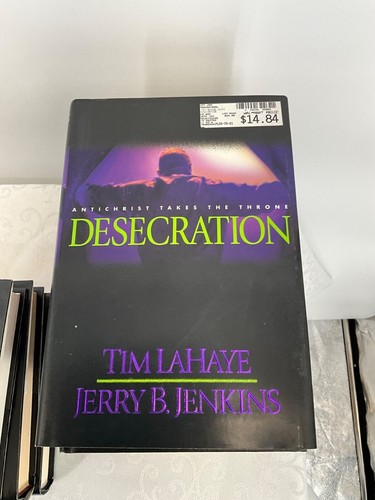 $14.84
ANTICHRIST TAKES THE THRONE
DESECRATION
TIM LAHAYE
JERRY B. JENKINS